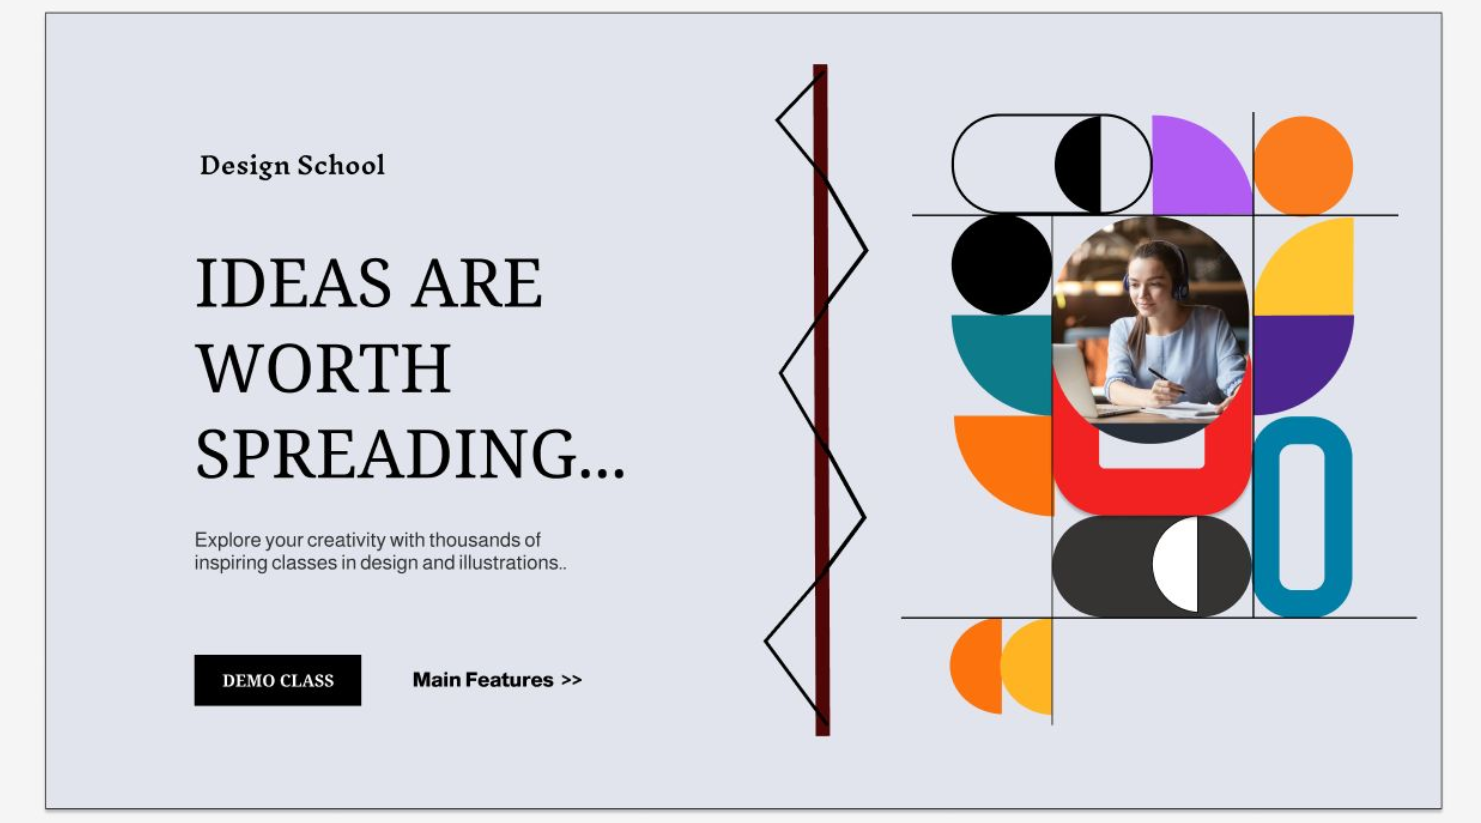 Design School
IDEAS ARE
WORTH
SPREADING...
Explore your creativity with thousands of
inspiring classes in design and illustrations..
DEMO CLASS
Main Features >>